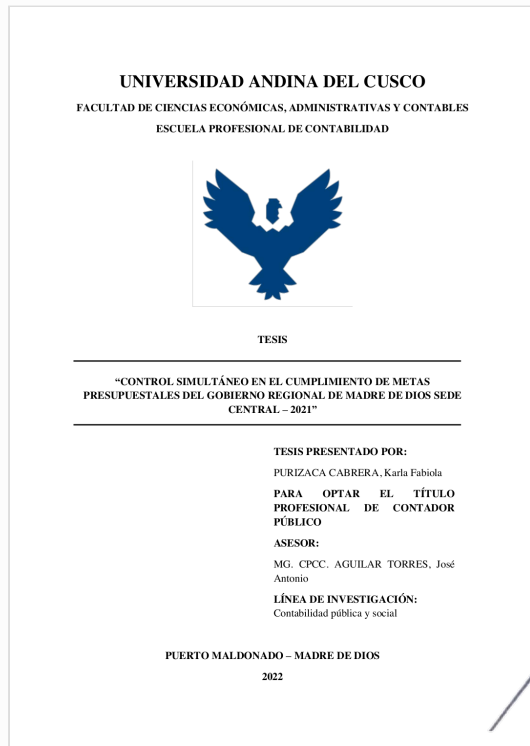 UNIVERSIDAD ANDINA DEL CUSCO
FACULTAD DE CIENCIAS ECONÓMICAS, ADMINISTRATIVAS Y CONTABLES
ESCUELA PROFESIONAL DE CONTABILIDAD
TESIS
“CONTROL SIMULTÁNEO EN EL CUMPLIMIENTO DE METAS
PRESUPUESTALES DEL GOBIERNO REGIONAL DE MADRE DE DIOS SEDE
CENTRAL – 2021”
TESIS PRESENTADO POR:
PURIZACA CABRERA, Karla Fabiola
PARA OPTAR EL TÍTULO
PROFESIONAL DE CONTADOR
PÚBLICO
ASESOR:
MG. CPCC. AGUILAR TORRES, José
Antonio
LÍNEA DE INVESTIGACIÓN:
Contabilidad pública y social
PUERTO MALDONADO – MADRE DE DIOS
2022